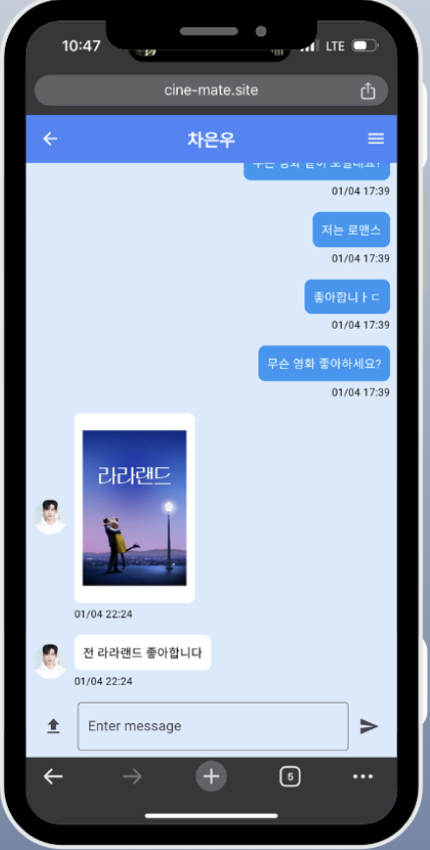 10:47
LTE
cine-mate.site
차은우
01/04 17:39
저는 로맨스
01/04 17:39
좋아합니ㅏㄷ
01/04 17:39
무슨 영화 좋아하세요?
01/04 17:39
라라랜드
01/04 22:24
전 라라랜드 좋아합니다
01/04 22:24
Enter message
5